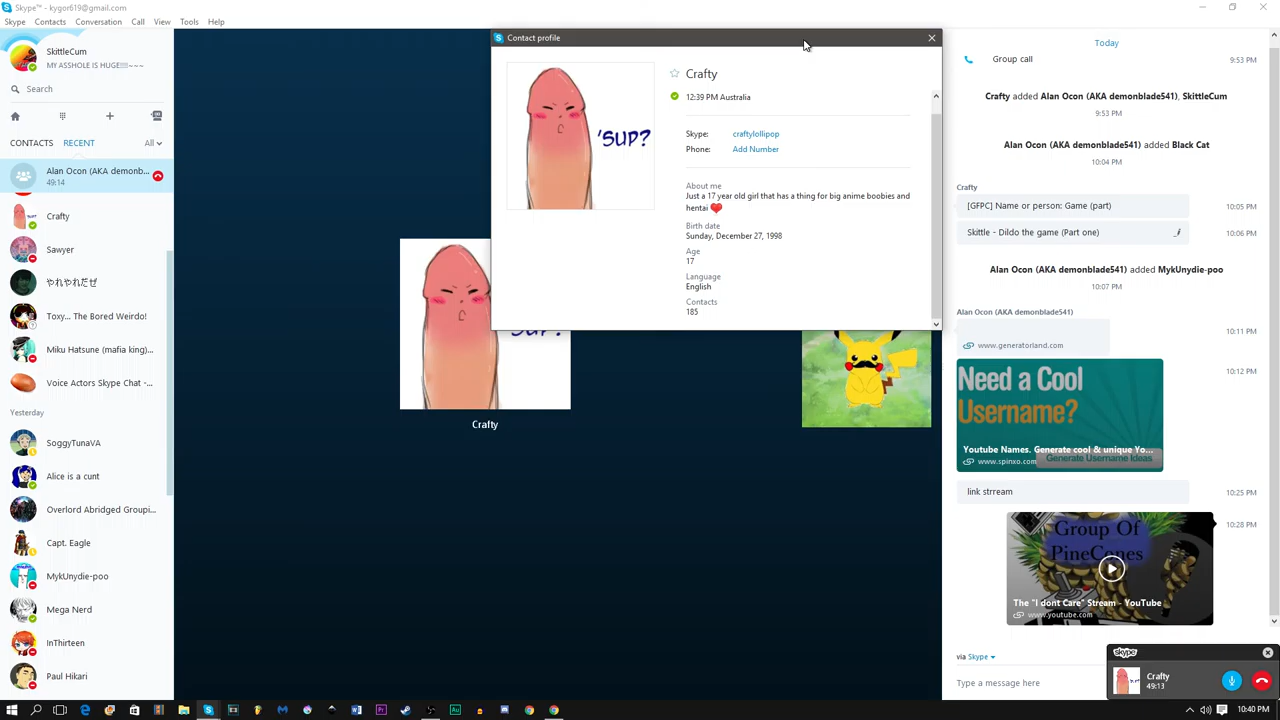 Skype™ - kygor619@gmail.com
Skype Contacts Conversation Call View Tools Help
SkittleCum
MY ASSHOLE IS HUGE!!!~~~
Search
CONTACTS RECENT All
Alan Ocon (AKA demonb...
49:14
Crafty
Sawyer
やれやれだぜ
Toxy... The Bored Weirdo!
Miku Hatsune (mafia king)...
Voice Actors Skype Chat -...
Yesterday
SoggyTunaVA
Alice is a cunt
Overlord Abridged Groupi...
Capt. Eagle
MykUnydie-poo
Mega Nerd
InThirteen
Paul Hikari
Contact profile
'SUP?
Crafty
12:39 PM Australia
Skype: craftylollipop
Phone: Add Number
About me
Just a 17 year old girl that has a thing for big anime boobies and
hentai
Birth date
Sunday, December 27, 1998
Age
17
Language
English
Contacts
185
Crafty
Today
Group call 9:53 PM
Crafty added Alan Ocon (AKA demonblade541), SkittleCum
9:53 PM
Alan Ocon (AKA demonblade541) added Black Cat
10:04 PM
Crafty
[GFPC] Name or person: Game (part) 10:05 PM
Skittle - Dildo the game (Part one) 10:06 PM
Alan Ocon (AKA demonblade541) added MykUnydie-poo
10:07 PM
Alan Ocon (AKA demonblade541)
10:11 PM
www.generatorland.com
10:12 PM
Need a Cool
Username?
Youtube Names. Generate cool & unique Yo...
www.spinxo.com Generate Username Ideas
link strream 10:25 PM
10:28 PM
Group Of
PineCones
The "I dont Care" Stream - YouTube
www.youtube.com
via Skype
Type a message here
skype
Crafty
49:13
10:40 PM